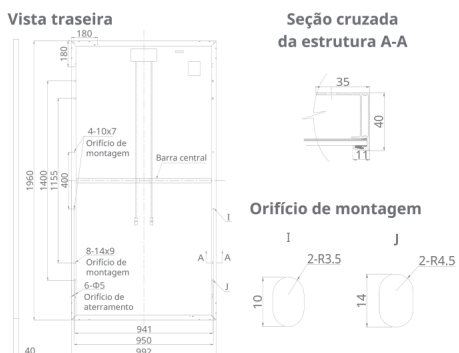 Vista traseira
180
180
4-10x7
Orifício de
montagem
Barra central
1960
1400
1155
400
I
8-14x9
Orifício de
montagem
A
A
6-Φ5
Orifício de
aterramento
J
941
950
40
992
Seção cruzada
da estrutura A-A
35
40
11
Orifício de montagem
I
J
2-R3.5
2-R4.5
10
14